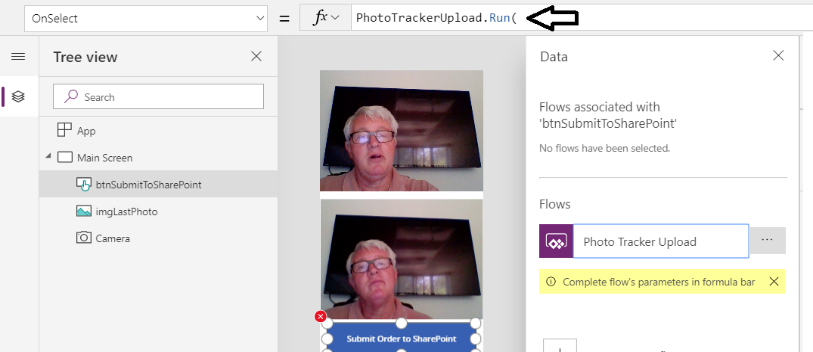 OnSelect
=
fx
PhotoTrackerUpload.Run(
Tree view
Search
App
Main Screen
btnSubmitToSharePoint
imgLastPhoto
Camera
Submit Order to SharePoint
Data
Flows associated with
'btnSubmitToSharePoint'
No flows have been selected.
Flows
Photo Tracker Upload
...
Complete flow's parameters in formula bar